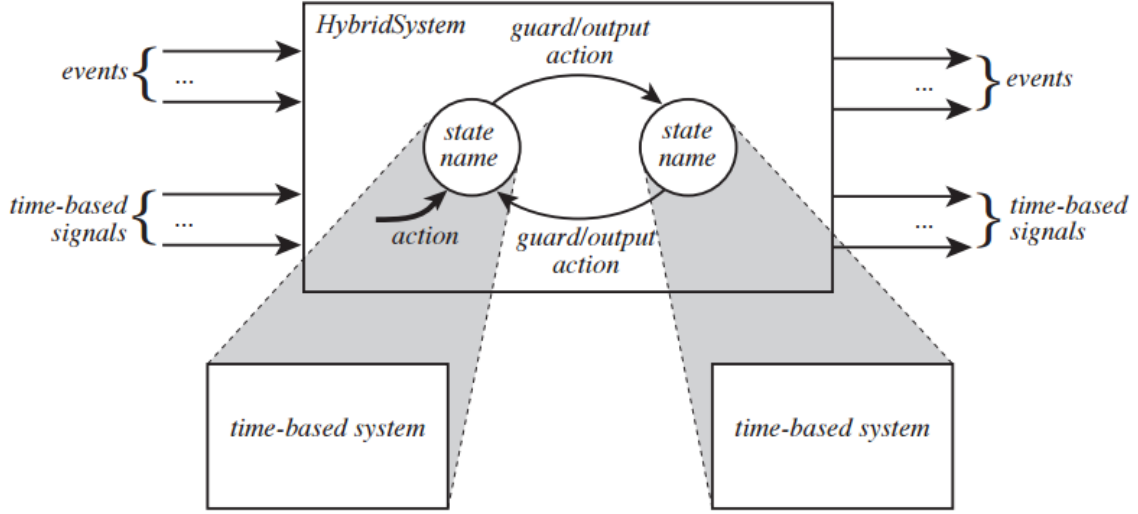 HybridSystem
guard/output
action
events
...
...
events
state
name
state
name
time-based
signals
...
action
guard/output
action
...
time-based
signals
time-based system
time-based system